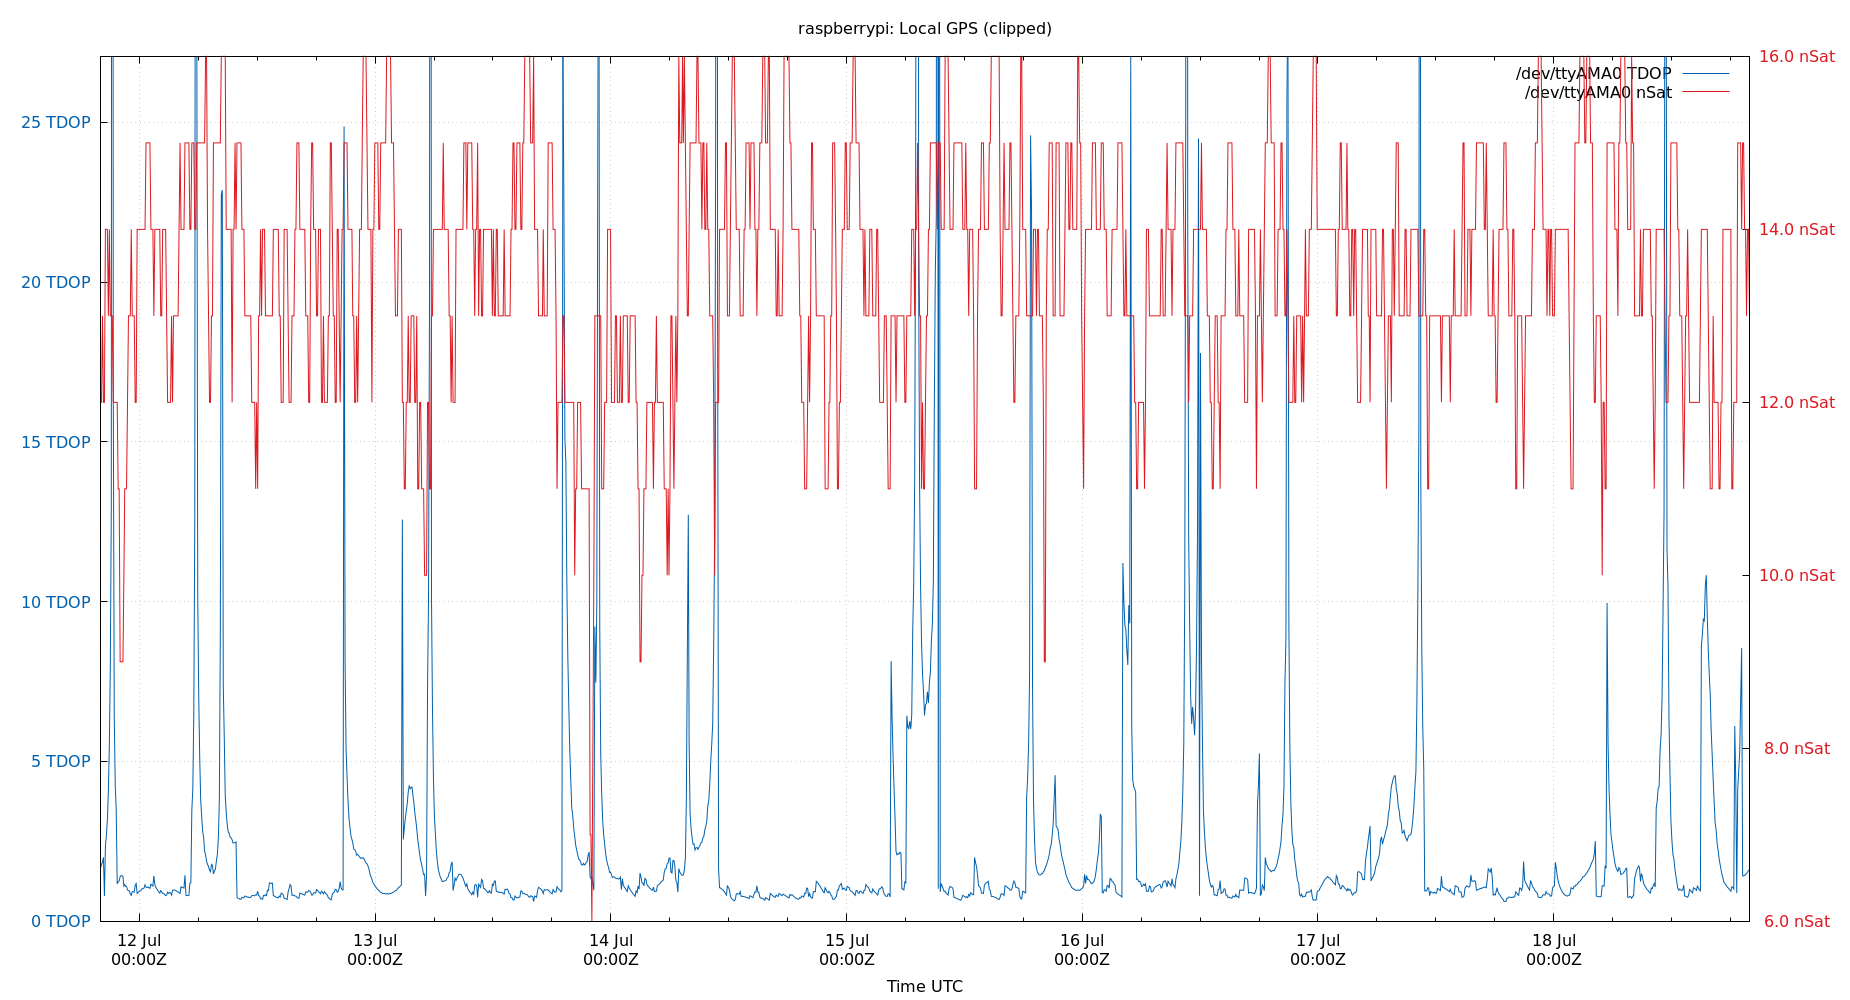 raspberrypi: Local GPS (clipped)
/dev/ttyAMA0 TDOP
/dev/ttyAMA0 nSat
25 TDOP
20 TDOP
15 TDOP
10 TDOP
5 TDOP
0 TDOP
16.0 nSat
14.0 nSat
12.0 nSat
10.0 nSat
8.0 nSat
6.0 nSat
12 Jul 13 Jul 14 Jul 15 Jul 16 Jul 17 Jul 18 Jul
00:00Z 00:00Z 00:00Z 00:00Z 00:00Z 00:00Z 00:00Z
Time UTC